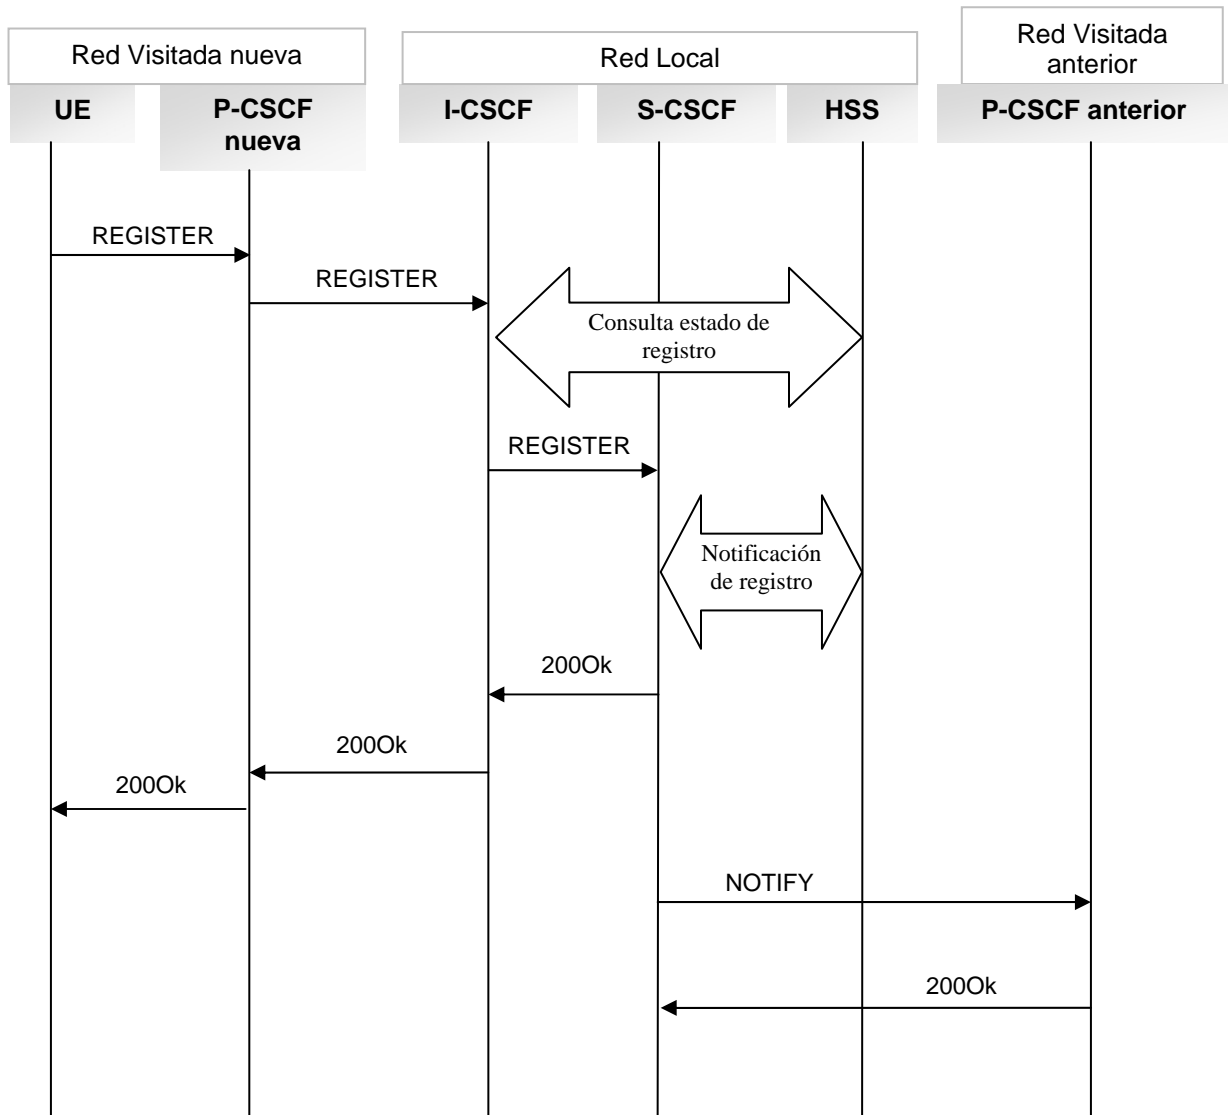 Red Visitada nueva
Red Local
Red Visitada
anterior
UE
P-CSCF
nueva
I-CSCF
S-CSCF
HSS
P-CSCF anterior
REGISTER
REGISTER
Consulta estado de
registro
REGISTER
Notificación
de registro
200Ok
200Ok
200Ok
NOTIFY
200Ok